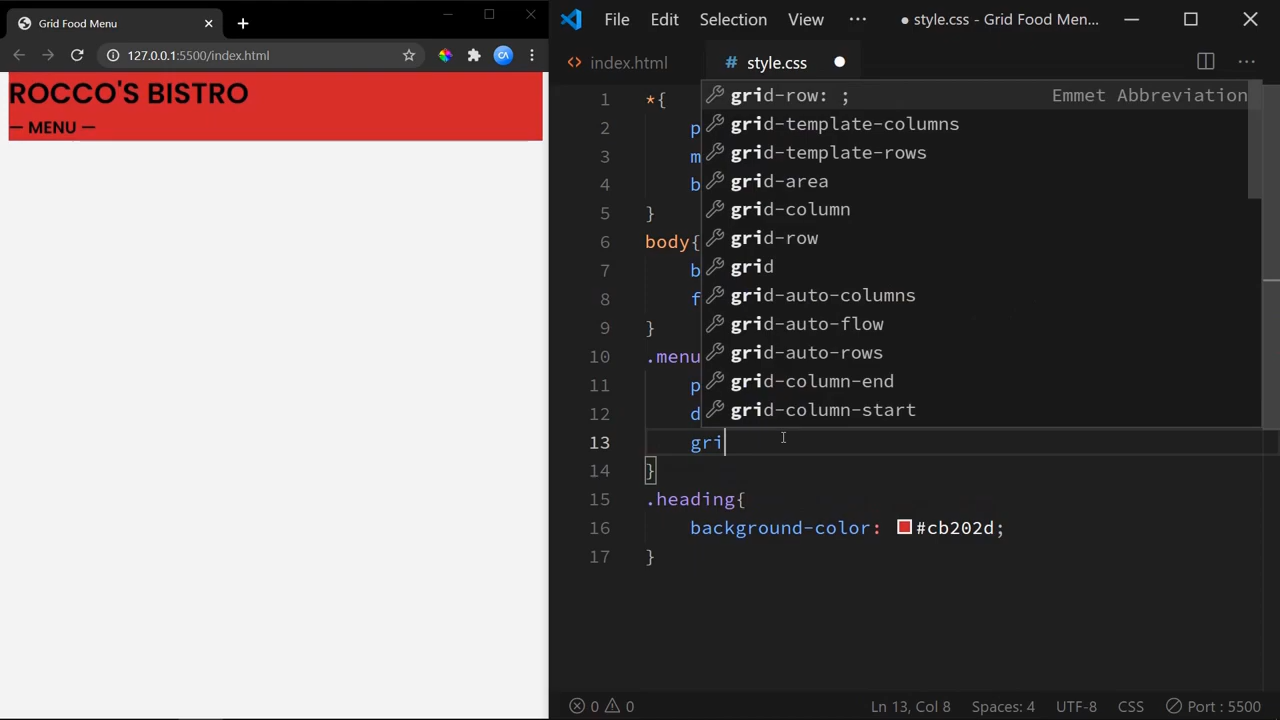 Grid Food Menu
127.0.0.1:5500/index.html
ROCCO'S BISTRO
— MENU —
File Edit Selection View ··· ● style.css - Grid Food Men...
<> index.html # style.css ● ···
1 *{
2 p
3 m
4 b
5 }
6 body{
7 b
8 f
9 }
10 .menu
11 p
12 d
13 gri
14 }
15 .heading{
16 background-color: #cb202d;
17 }
grid-row: ; Emmet Abbreviation
grid-template-columns
grid-template-rows
grid-area
grid-column
grid-row
grid
grid-auto-columns
grid-auto-flow
grid-auto-rows
grid-column-end
grid-column-start
0 0 Ln 13, Col 8 Spaces: 4 UTF-8 CSS Port : 5500